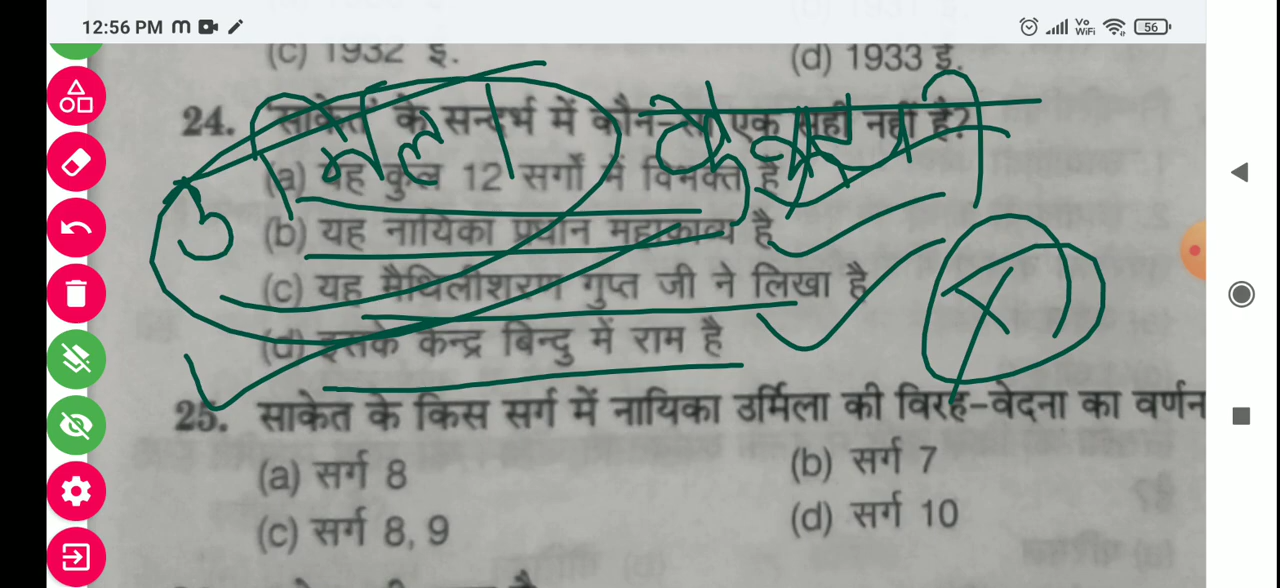 12:56 PM m
Vo WiFi 56
(c) 1932 ई. (d) 1933 ई.
24. 'साकेत' के सन्दर्भ में कौन-सा एक सही नहीं है?
(a) यह कुल 12 सर्गों में विभक्त है
(b) यह नायिका प्रधान महाकाव्य है
(c) यह मैथिलीशरण गुप्त जी ने लिखा है
(d) इसके केन्द्र बिन्दु में राम है
25. साकेत के किस सर्ग में नायिका उर्मिला की विरह-वेदना का वर्णन
(a) सर्ग 8 (b) सर्ग 7
(c) सर्ग 8, 9 (d) सर्ग 10